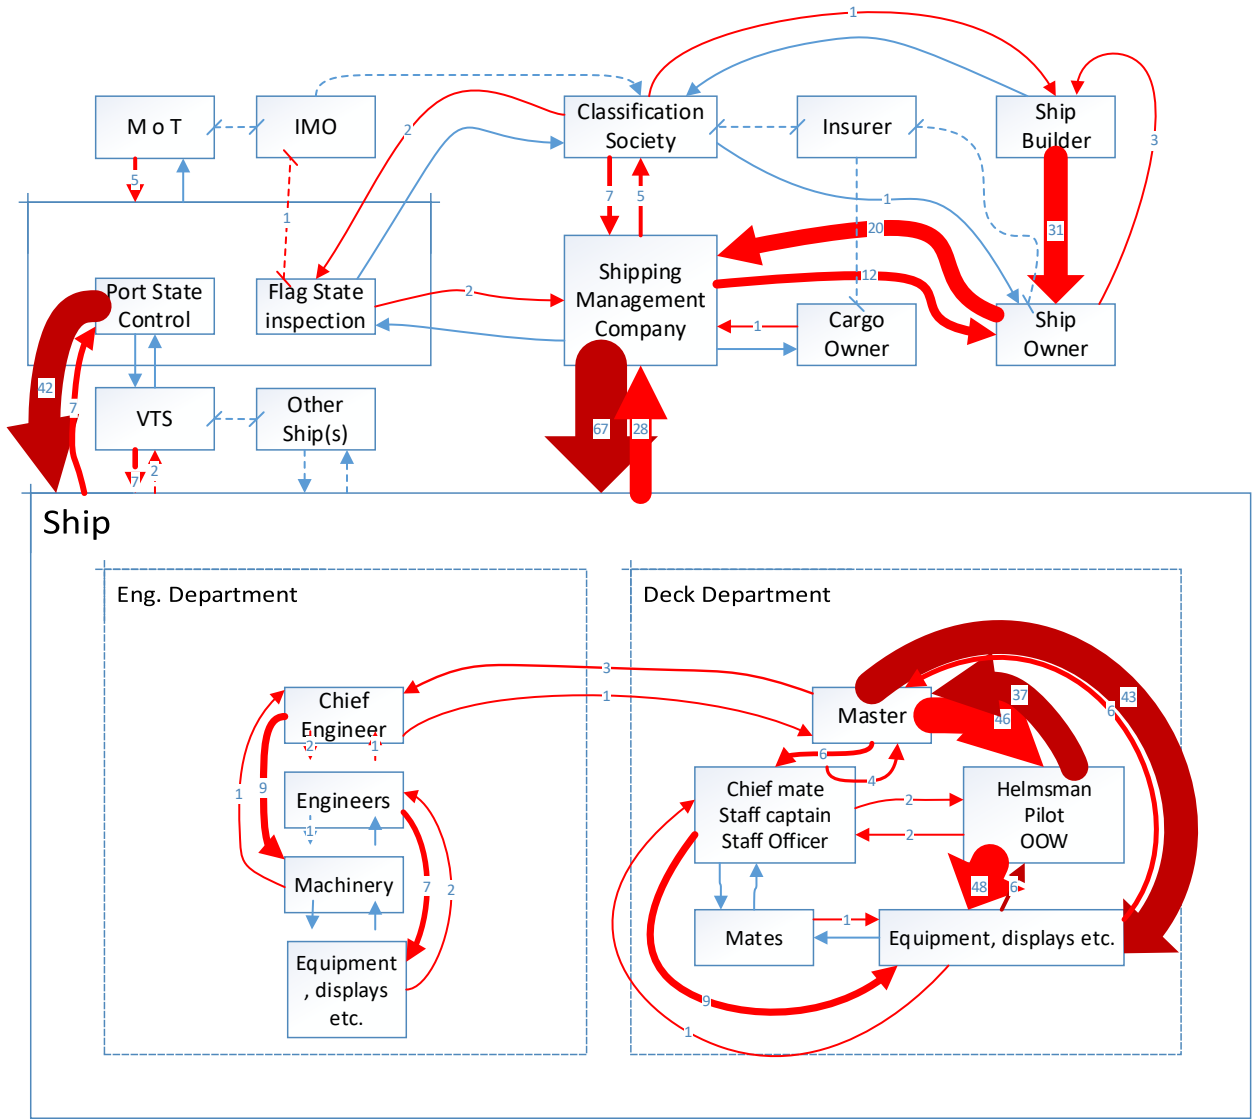 1
M o T
IMO
Classification
Society
Insurer
Ship
Builder
2
3
5
1
7
5
1
20
31
Port State
Control
Flag State
inspection
2
Shipping
Management
Company
12
1
Cargo
Owner
Ship
Owner
42
7
VTS
Other
Ship(s)
67
28
7
2
Ship
Eng. Department
Deck Department
3
1
Chief
Engineer
Master
37
43
46
6
2
1
6
4
1
9
Engineers
1
Chief mate
Staff captain
Staff Officer
2
2
Helmsman
Pilot
OOW
Machinery
7
2
48
6
Mates
1
Equipment, displays etc.
Equipment
, displays
etc.
9
1